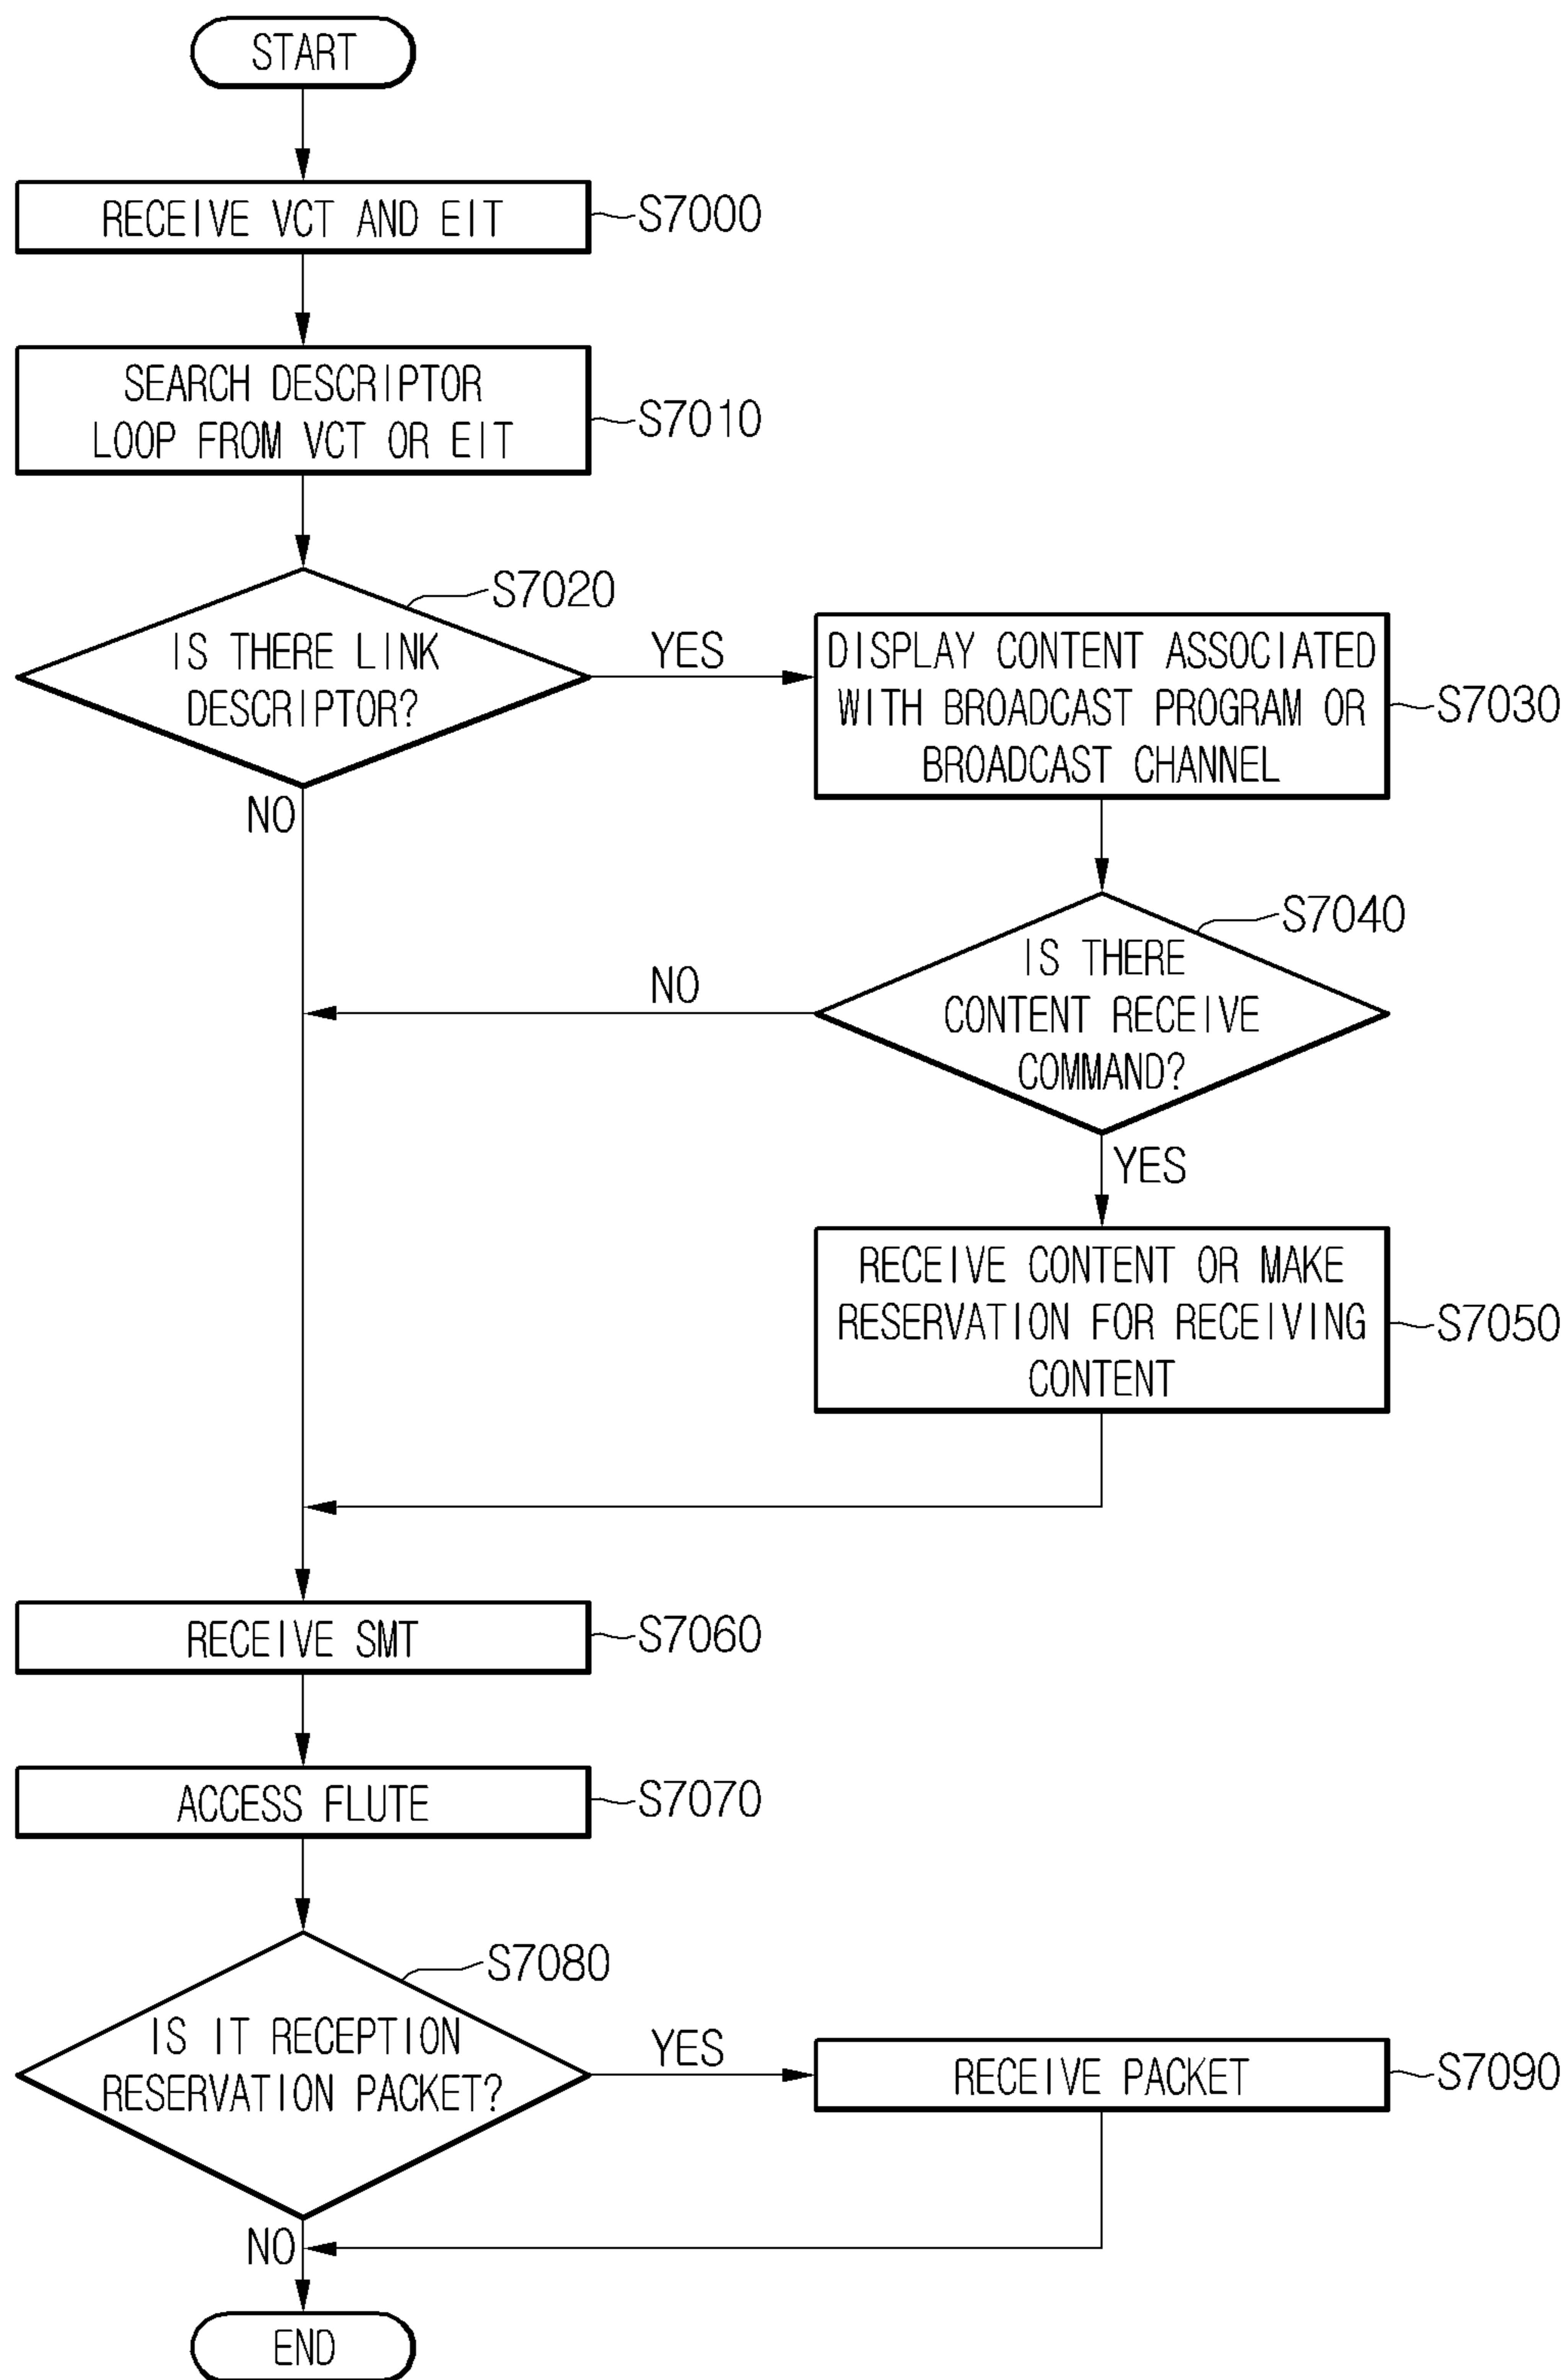 START
RECEIVE VCT AND EIT
S7000
SEARCH DESCRIPTOR
LOOP FROM VCT OR EIT
S7010
S7020
IS THERE LINK
DESCRIPTOR?
YES
NO
DISPLAY CONTENT ASSOCIATED
WITH BROADCAST PROGRAM OR
BROADCAST CHANNEL
S7030
S7040
IS THERE
CONTENT RECEIVE
COMMAND?
NO
YES
RECEIVE CONTENT OR MAKE
RESERVATION FOR RECEIVING
CONTENT
S7050
RECEIVE SMT
S7060
ACCESS FLUTE
S7070
S7080
IS IT RECEPTION
RESERVATION PACKET?
YES
RECEIVE PACKET
S7090
NO
END